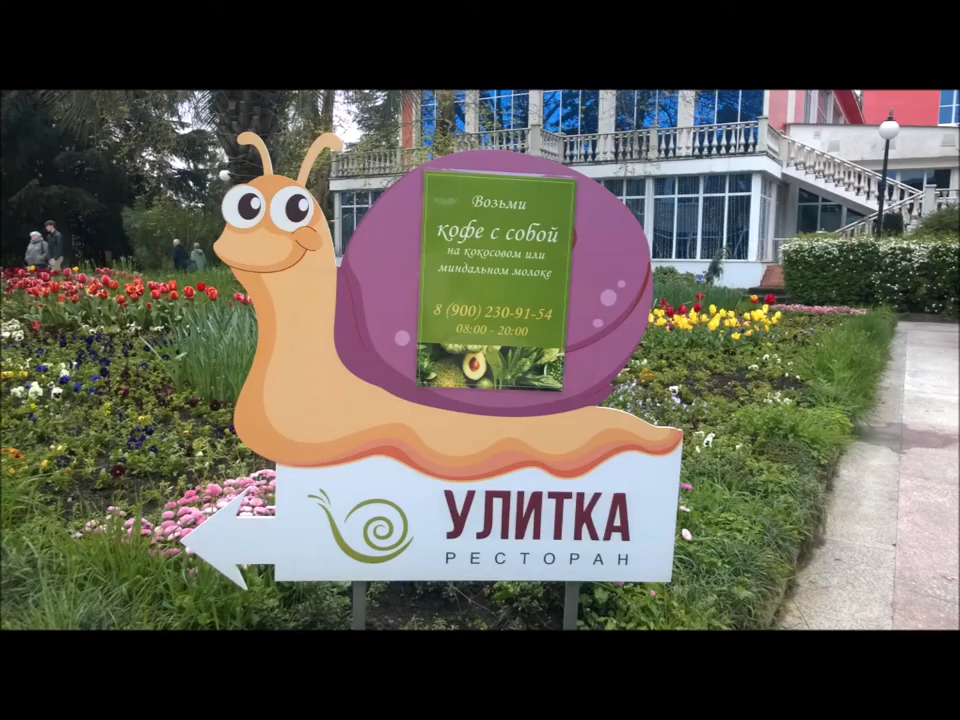 Возьми
кофе с собой
на кокосовом или
миндальном молоке
8 (900) 230-91-54
08:00 - 20:00
УЛИТКА
РЕСТОРАН